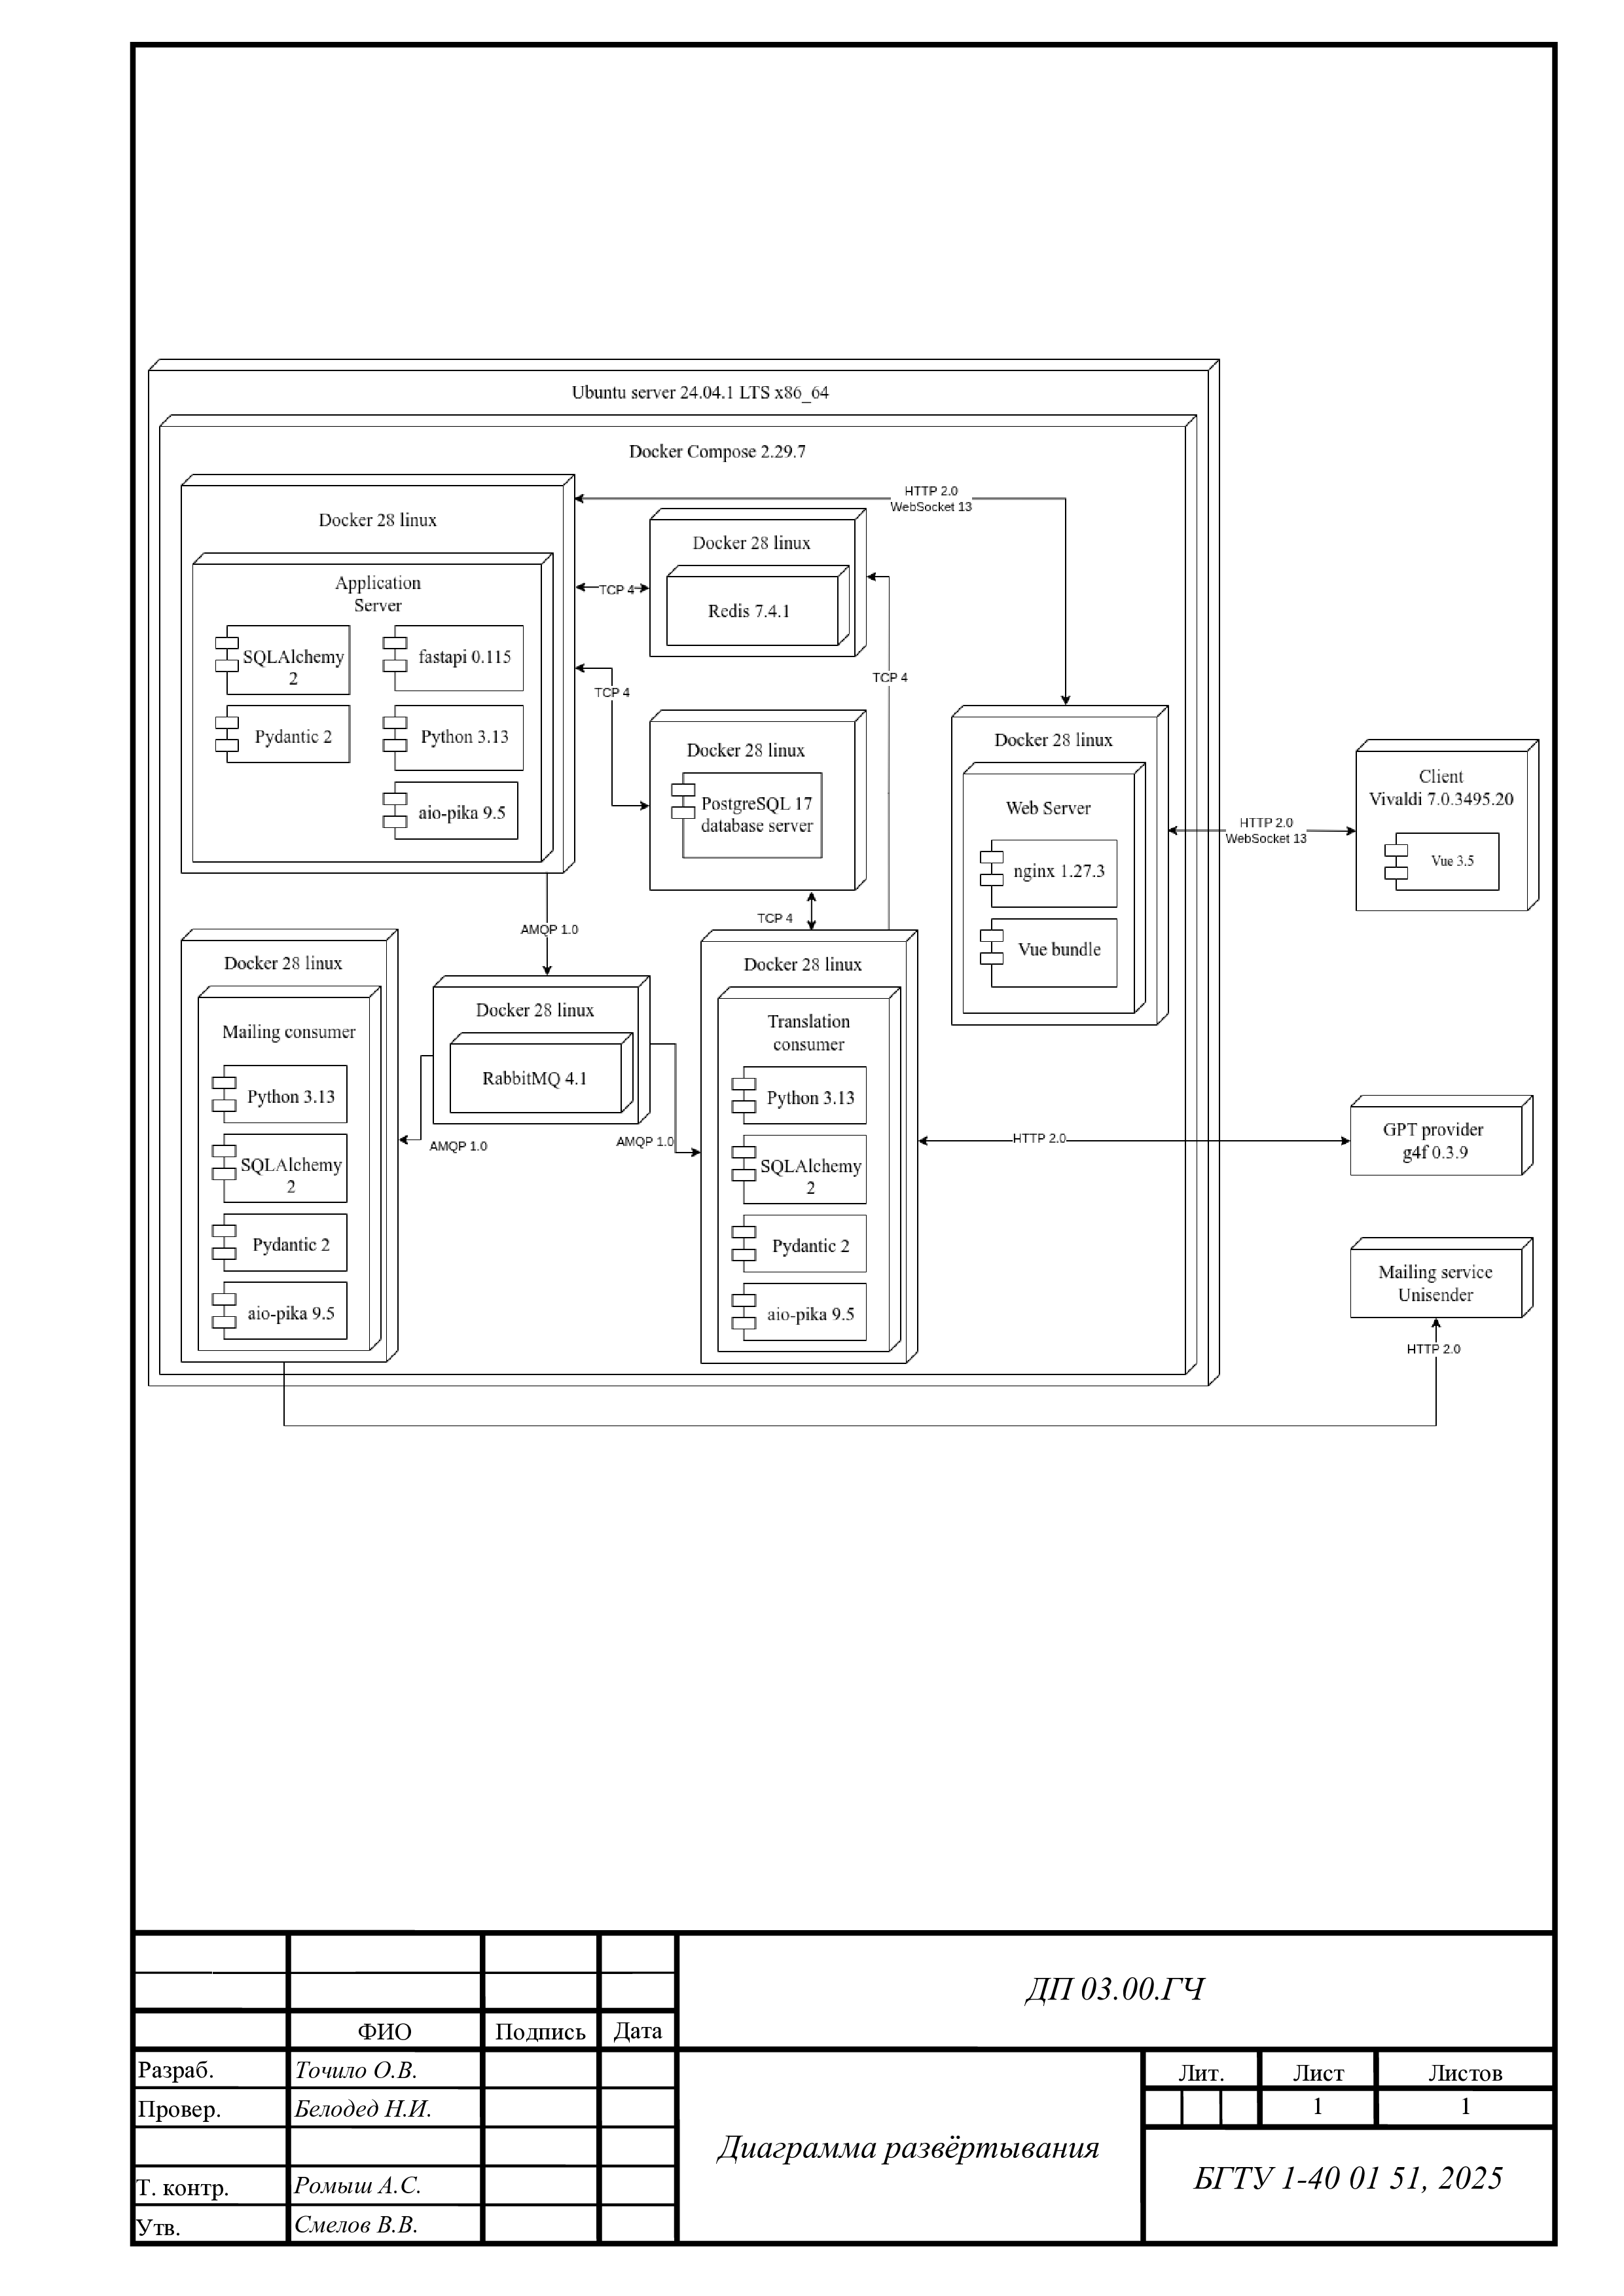 Ubuntu server 24.04.1 LTS x86_64
Docker Compose 2.29.7
Docker 28 linux
Application
Server
SQLAlchemy
2
fastapi 0.115
Pydantic 2
Python 3.13
aio-pika 9.5
HTTP 2.0
WebSocket 13
Docker 28 linux
Redis 7.4.1
TCP 4
TCP 4
TCP 4
Docker 28 linux
PostgreSQL 17
database server
TCP 4
Docker 28 linux
Web Server
nginx 1.27.3
Vue bundle
HTTP 2.0
WebSocket 13
Client
Vivaldi 7.0.3495.20
Vue 3.5
AMQP 1.0
Docker 28 linux
Mailing consumer
Python 3.13
SQLAlchemy
2
Pydantic 2
aio-pika 9.5
Docker 28 linux
RabbitMQ 4.1
AMQP 1.0
AMQP 1.0
Docker 28 linux
Translation
consumer
Python 3.13
SQLAlchemy
2
Pydantic 2
aio-pika 9.5
HTTP 2.0
GPT provider
g4f 0.3.9
Mailing service
Unisender
HTTP 2.0
ДП 03.00.ГЧ
ФИО Подпись Дата
Разраб. Точило О.В.
Провер. Белодед Н.И.
Т. контр. Ромыш А.С.
Утв. Смелов В.В.
Диаграмма развёртывания
Лит. Лист Листов
1 1
БГТУ 1-40 01 51, 2025